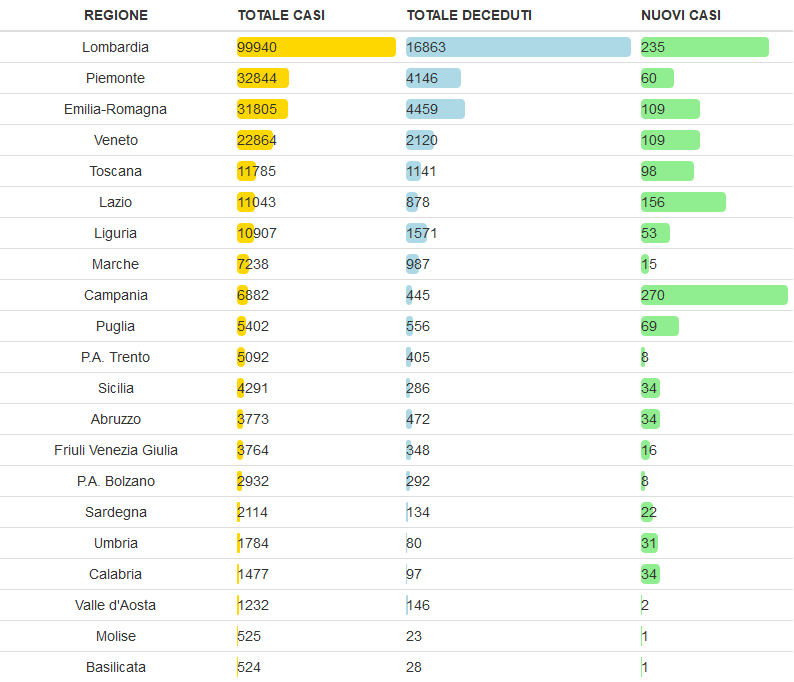 REGIONE TOTALE CASI TOTALE DECEDUTI NUOVI CASI
Lombardia 99940 16863 235
Piemonte 32844 4146 60
Emilia-Romagna 31805 4459 109
Veneto 22864 2120 109
Toscana 11785 1141 98
Lazio 11043 878 156
Liguria 10907 1571 53
Marche 7238 987 15
Campania 6882 445 270
Puglia 5402 556 69
P.A. Trento 5092 405 8
Sicilia 4291 286 34
Abruzzo 3773 472 34
Friuli Venezia Giulia 3764 348 16
P.A. Bolzano 2932 292 8
Sardegna 2114 134 22
Umbria 1784 80 31
Calabria 1477 97 34
Valle d'Aosta 1232 146 2
Molise 525 23 1
Basilicata 524 28 1